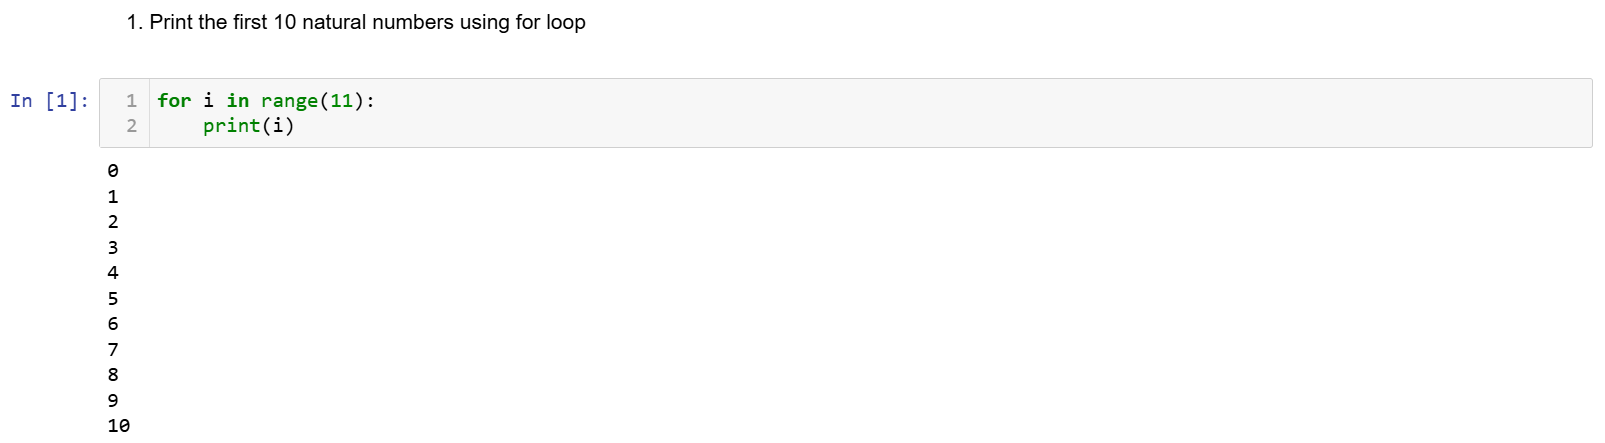 1. Print the first 10 natural numbers using for loop
In [1]:
1 for i in range(11):
2     print(i)
0
1
2
3
4
5
6
7
8
9
10